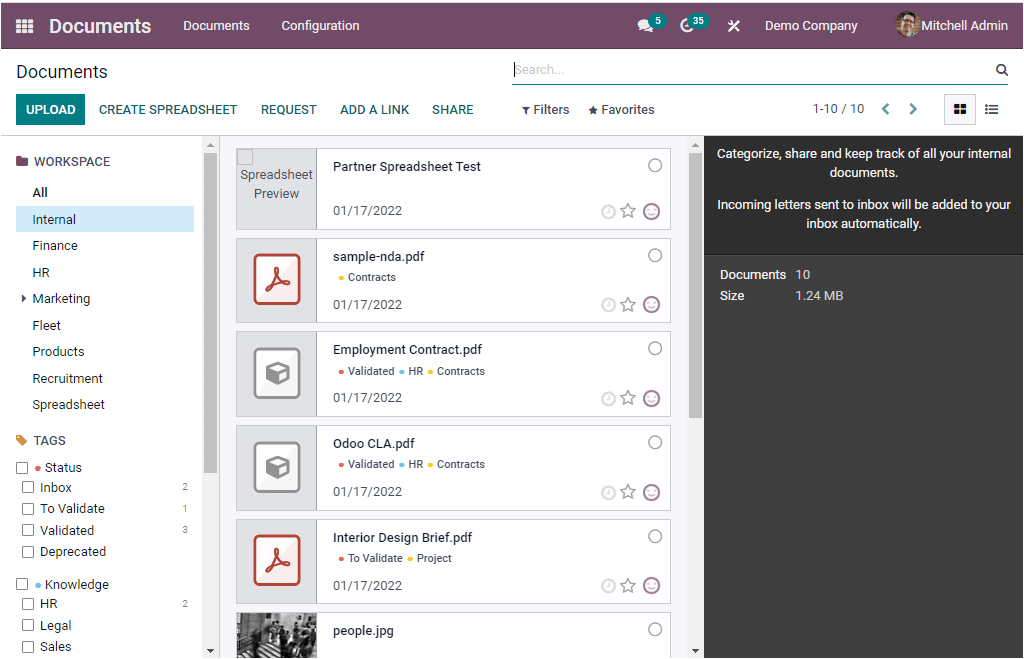 Documents Documents Configuration 5 35 Demo Company Mitchell Admin
Documents
Search...
UPLOAD CREATE SPREADSHEET REQUEST ADD A LINK SHARE Filters Favorites 1-10 / 10
WORKSPACE
All
Internal
Finance
HR
Marketing
Fleet
Products
Recruitment
Spreadsheet
TAGS
Status
Inbox 2
To Validate 1
Validated 3
Deprecated
Knowledge
HR 2
Legal
Sales
Spreadsheet
Preview
Partner Spreadsheet Test
01/17/2022
sample-nda.pdf
Contracts
01/17/2022
Employment Contract.pdf
Validated HR Contracts
01/17/2022
Odoo CLA.pdf
Validated HR Contracts
01/17/2022
Interior Design Brief.pdf
To Validate Project
01/17/2022
people.jpg
Categorize, share and keep track of all your internal
documents.
Incoming letters sent to inbox will be added to your
inbox automatically.
Documents 10
Size 1.24 MB